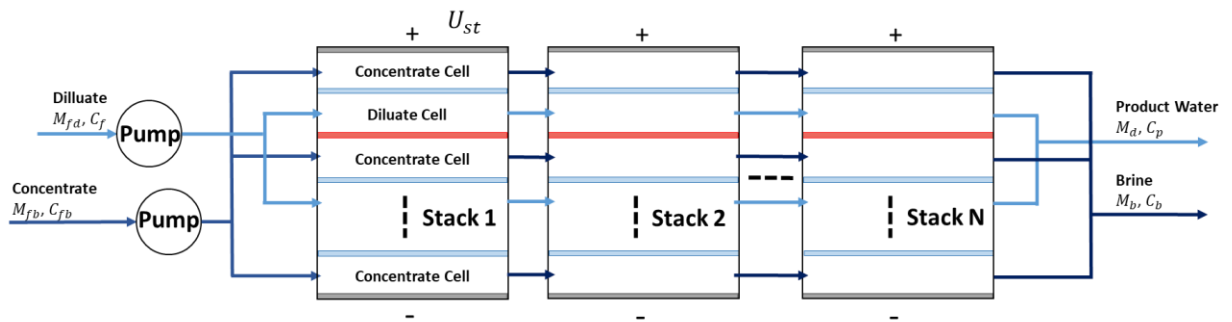 + U_st + +
Concentrate Cell
Dilluate
M_fd, C_f
Pump
Diluate Cell
Product Water
M_d, C_p
Concentrate Cell
Concentrate
M_fb, C_fb
Pump
Brine
M_b, C_b
Stack 1 Stack 2 Stack N
Concentrate Cell
- - -